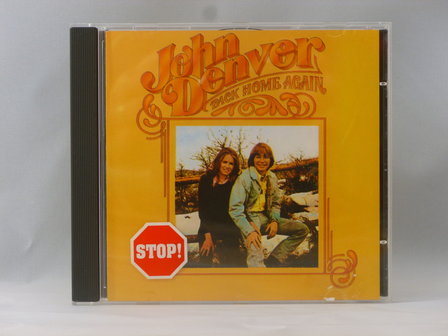 John
Denver
BACK HOME AGAIN
STOP!